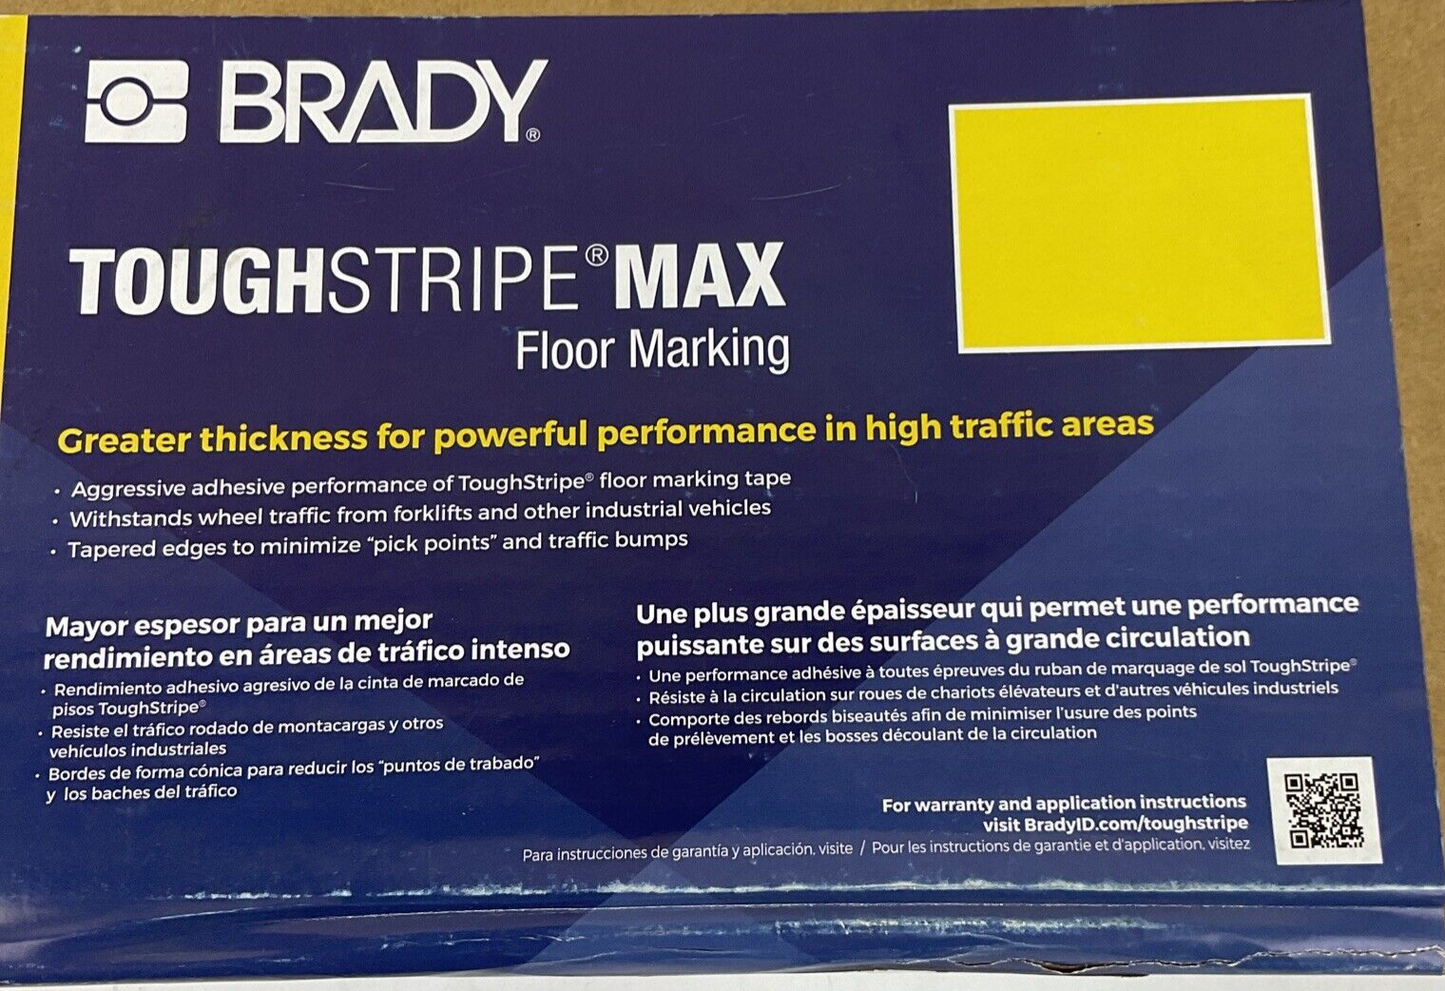 BRADY®
TOUGHSTRIPE® MAX
Floor Marking
Greater thickness for powerful performance in high traffic areas
• Aggressive adhesive performance of ToughStripe® floor marking tape
• Withstands wheel traffic from forklifts and other industrial vehicles
• Tapered edges to minimize “pick points” and traffic bumps
Mayor espesor para un mejor
rendimiento en áreas de tráfico intenso
• Rendimiento adhesivo agresivo de la cinta de marcado de
pisos ToughStripe®
• Resiste el tráfico rodado de montacargas y otros
vehículos industriales
• Bordes de forma cónica para reducir los “puntos de trabado”
y los baches del tráfico
Une plus grande épaisseur qui permet une performance
puissante sur des surfaces à grande circulation
• Une performance adhésive à toutes épreuves du ruban de marquage de sol ToughStripe®
• Résiste à la circulation sur roues de chariots élévateurs et d'autres véhicules industriels
• Comporte des rebords biseautés afin de minimiser l'usure des points
de prélèvement et les bosses découlant de la circulation
For warranty and application instructions
visit BradyID.com/toughstripe
Para instrucciones de garantía y aplicación, visite / Pour les instructions de garantie et d'application, visitez